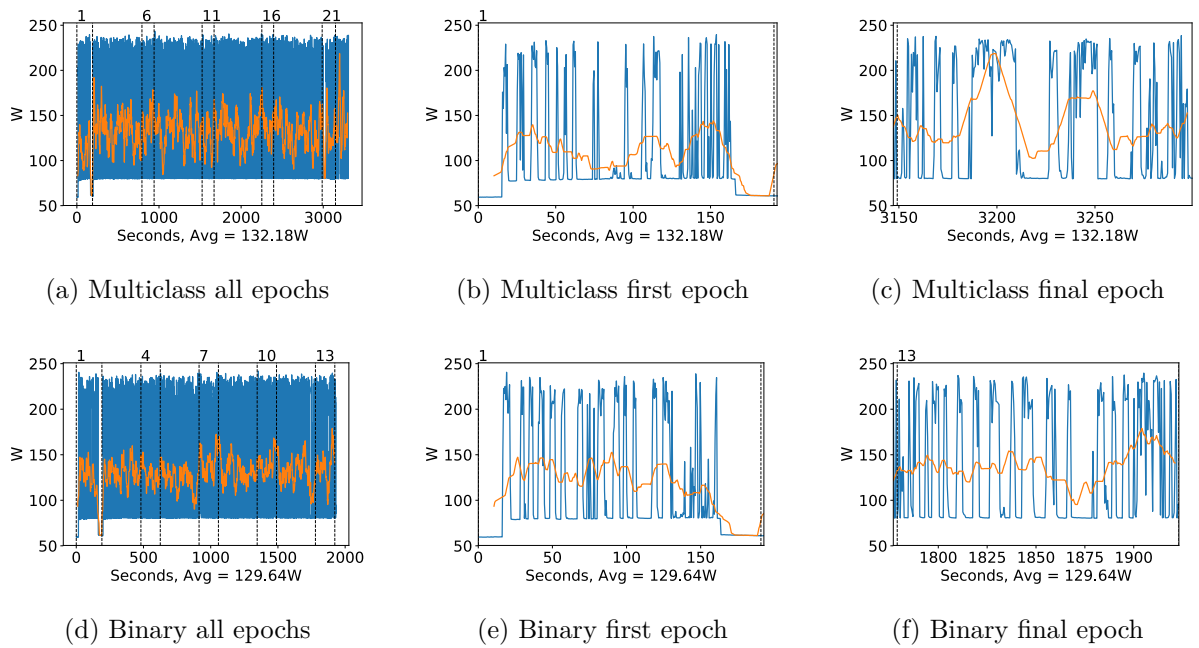 1 6 11 16 21
250
200
150
100
50
W
0 1000 2000 3000
Seconds, Avg = 132.18W
(a) Multiclass all epochs
1
250
200
150
100
50
W
0 50 100 150
Seconds, Avg = 132.18W
(b) Multiclass first epoch
250
200
150
100
50
W
3150 3200 3250
Seconds, Avg = 132.18W
(c) Multiclass final epoch
1 4 7 10 13
250
200
150
100
50
W
0 500 1000 1500 2000
Seconds, Avg = 129.64W
(d) Binary all epochs
1
250
200
150
100
50
W
0 50 100 150
Seconds, Avg = 129.64W
(e) Binary first epoch
13
250
200
150
100
50
W
1800 1825 1850 1875 1900
Seconds, Avg = 129.64W
(f) Binary final epoch